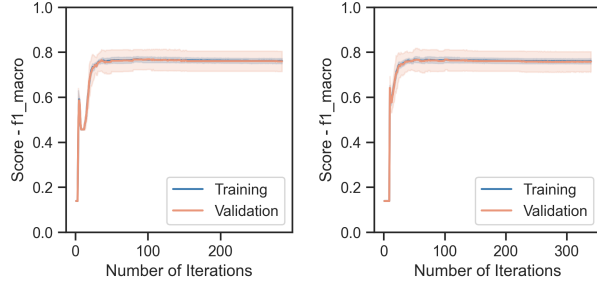 1.0
0.8
0.6
0.4
0.2
0.0
Score - f1_macro
0
100
200
Number of Iterations
Training
Validation
1.0
0.8
0.6
0.4
0.2
0.0
Score - f1_macro
0
100
200
300
Number of Iterations
Training
Validation